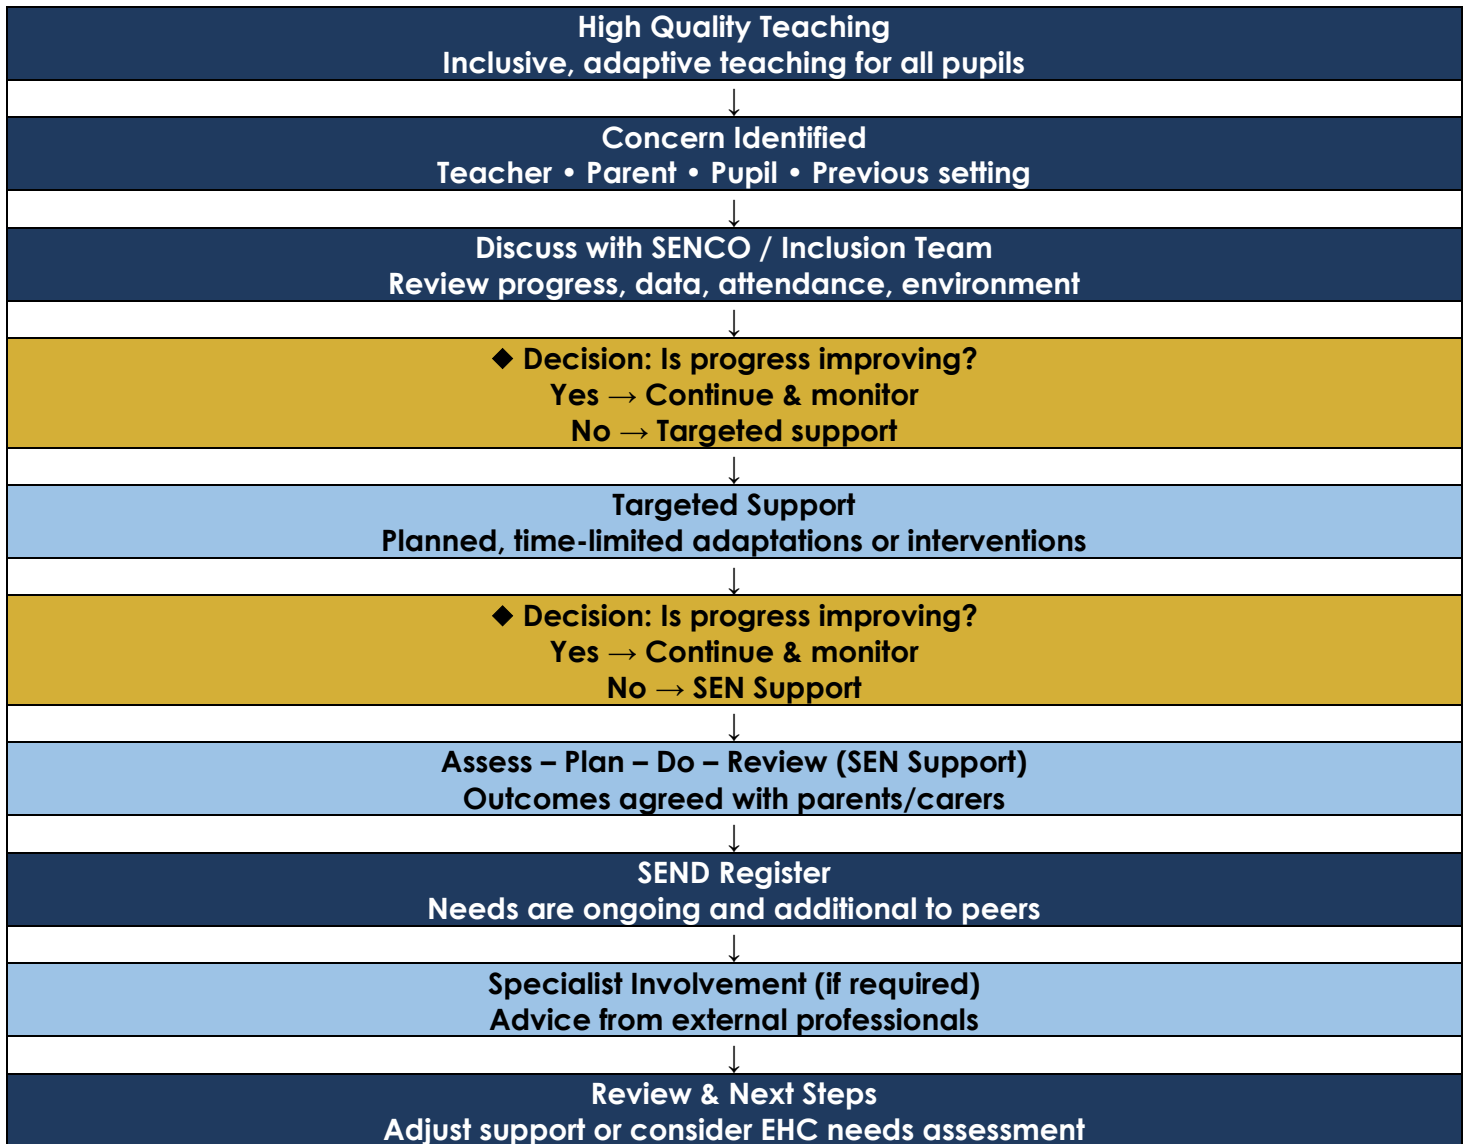 High Quality Teaching
Inclusive, adaptive teaching for all pupils
↓
Concern Identified
Teacher • Parent • Pupil • Previous setting
↓
Discuss with SENCO / Inclusion Team
Review progress, data, attendance, environment
↓
◆ Decision: Is progress improving?
Yes → Continue & monitor
No → Targeted support
↓
Targeted Support
Planned, time-limited adaptations or interventions
↓
◆ Decision: Is progress improving?
Yes → Continue & monitor
No → SEN Support
↓
Assess – Plan – Do – Review (SEN Support)
Outcomes agreed with parents/carers
↓
SEND Register
Needs are ongoing and additional to peers
↓
Specialist Involvement (if required)
Advice from external professionals
↓
Review & Next Steps
Adjust support or consider EHC needs assessment